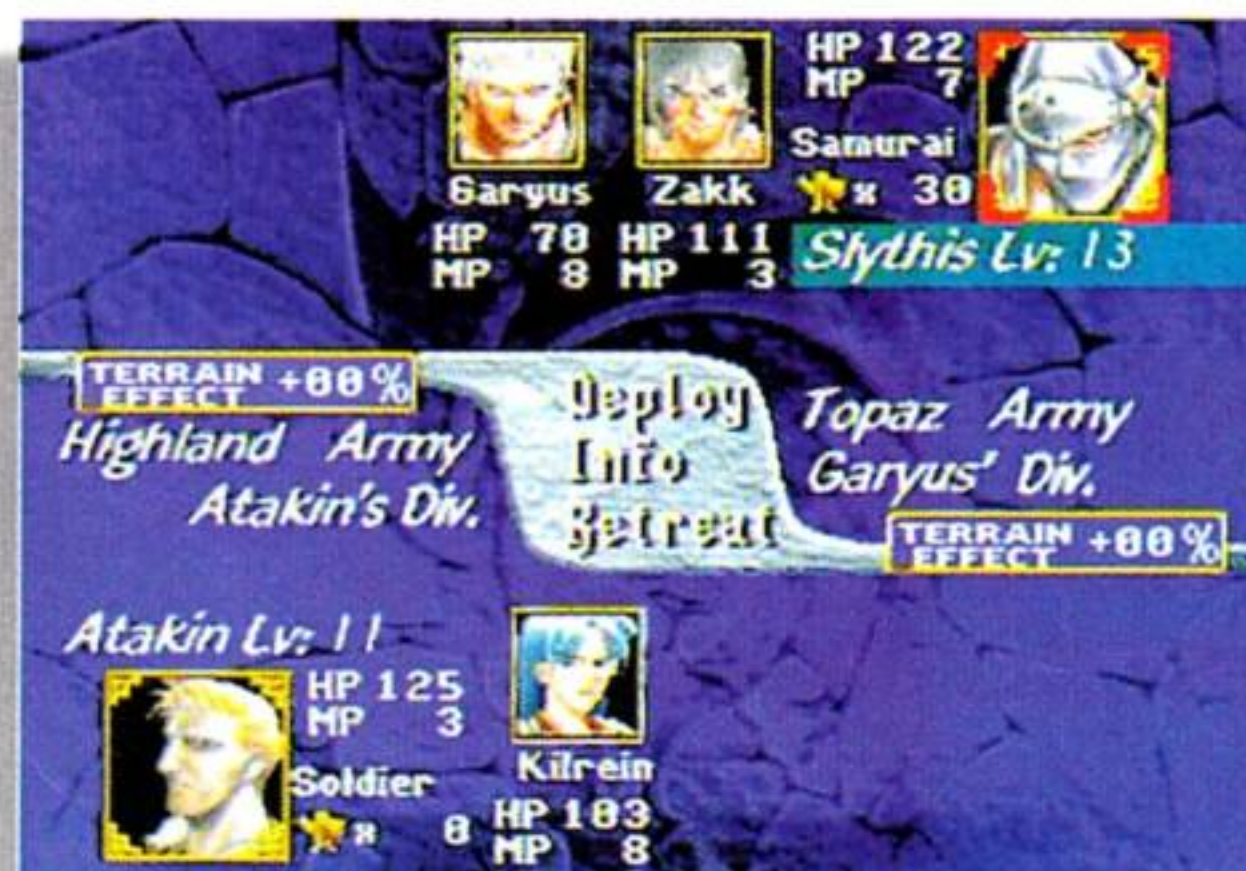 HP 122
MP 7
Samurai
x 30
Garyus
Zakk
HP 70
MP 8
HP 111
MP 3
Slythis Lv: 13
TERRAIN EFFECT +00%
Highland Army
Atakin's Div.
Deploy
Info
Retreat
Topaz Army
Garyus' Div.
TERRAIN EFFECT +00%
Atakin Lv: 11
HP 125
MP 3
Soldier
x 0
Kilrein
HP 103
MP 8